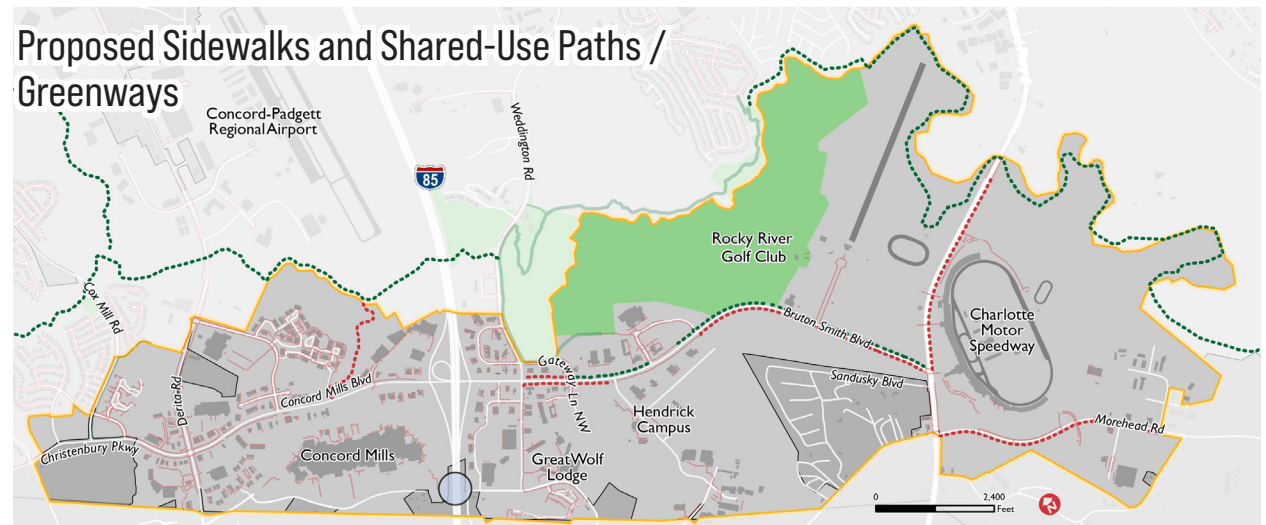 Proposed Sidewalks and Shared-Use Paths /
Greenways
Concord-Padgett
Regional Airport
Weddington Rd
85
Rocky River
Golf Club
Cox Mill Rd
Bruton Smith Blvd
Charlotte
Motor
Speedway
Gateway Ln NW
Derita Rd
Concord Mills Blvd
Sandusky Blvd
Hendrick
Campus
Morehead Rd
Christenbury Pkwy
Concord Mills
Great Wolf
Lodge
0
2,400
Feet